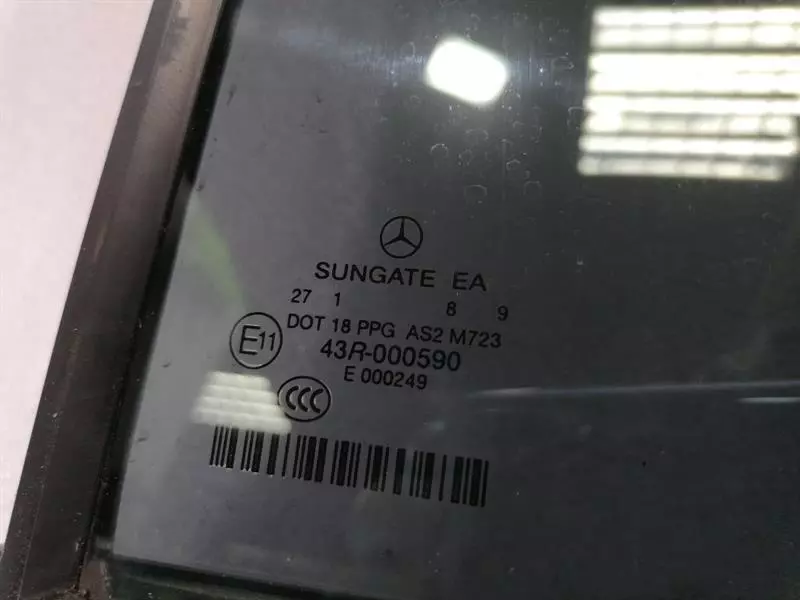 SUNGATE EA
27 1 8 9
DOT 18 PPG AS2 M723
E11
43R-000590
E 000249
CCC